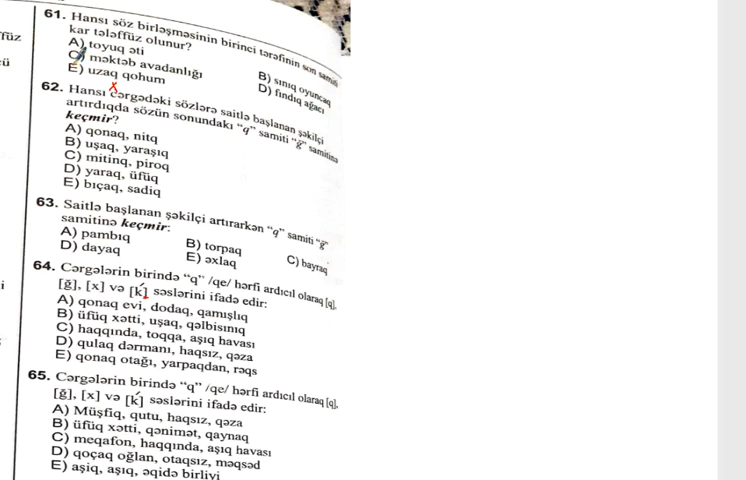 füz
ü
i
61. Hansı söz birləşməsinin birinci tərəfinin son samiti
kar tələffüz olunur?
A) toyuq əti
B) sınıq oyuncaq
C) məktəb avadanlığı
D) fındıq ağacı
E) uzaq qohum
62. Hansı cərgədəki sözlərə saitlə başlanan şəkilçi
artırdıqda sözün sonundakı “q” samiti “ğ” samitinə
keçmir?
A) qonaq, nitq
B) uşaq, yaraşıq
C) mitinq, piroq
D) yaraq, üfüq
E) bıçaq, sadiq
63. Saitlə başlanan şəkilçi artırarkən “q” samiti “ğ”
samitinə keçmir:
A) pambıq B) torpaq C) bayraq
D) dayaq E) əxlaq
64. Cərgələrin birində “q” /qe/ hərfi ardıcıl olaraq [q],
[ğ], [x] və [ḱ] səslərini ifadə edir:
A) qonaq evi, dodaq, qamışlıq
B) üfüq xətti, uşaq, qəlbisınıq
C) haqqında, toqqa, aşıq havası
D) qulaq dərmanı, haqsız, qəza
E) qonaq otağı, yarpaqdan, rəqs
65. Cərgələrin birində “q” /qe/ hərfi ardıcıl olaraq [q],
[ğ], [x] və [ḱ] səslərini ifadə edir:
A) Müşfiq, qutu, haqsız, qəza
B) üfüq xətti, qənimət, qaynaq
C) meqafon, haqqında, aşıq havası
D) qoçaq oğlan, otaqsız, məqsəd
E) aşiq, aşıq, əqidə birliyi